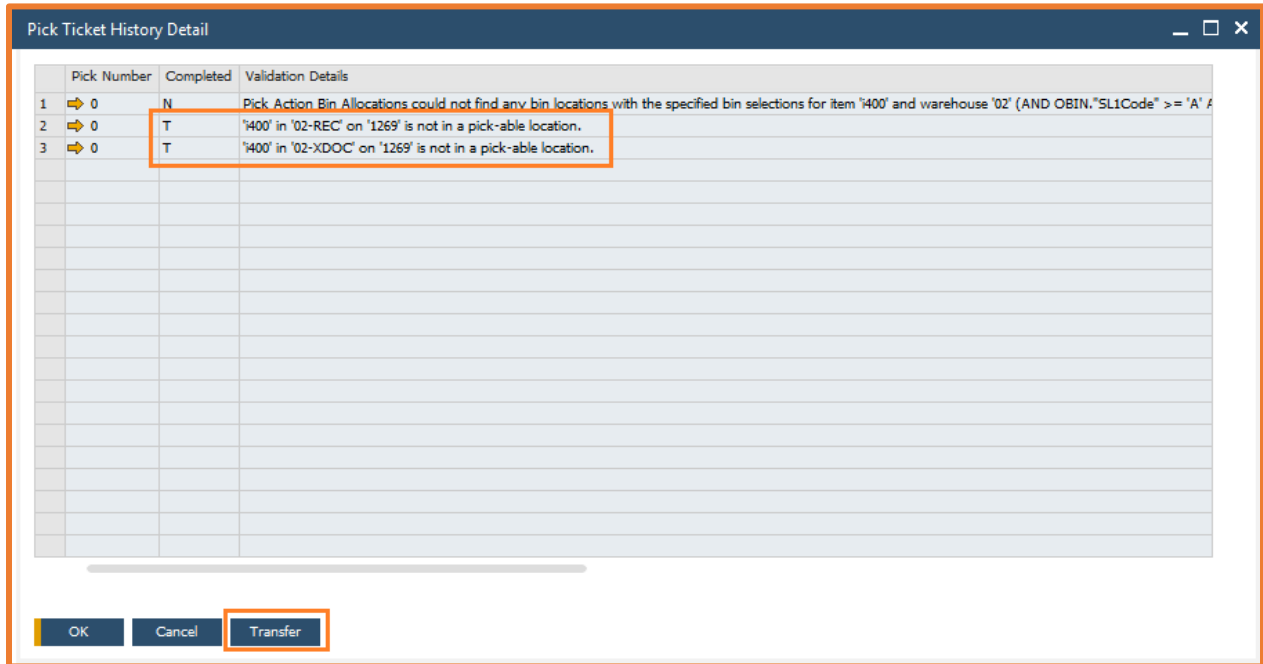 Pick Ticket History Detail
Pick Number Completed Validation Details
1 0 N Pick Action Bin Allocations could not find any bin locations with the specified bin selections for item 'i400' and warehouse '02' (AND OBIN."SL1Code" >= 'A' A
2 0 T 'i400' in '02-REC' on '1269' is not in a pick-able location.
3 0 T 'i400' in '02-XDOC' on '1269' is not in a pick-able location.
OK Cancel Transfer